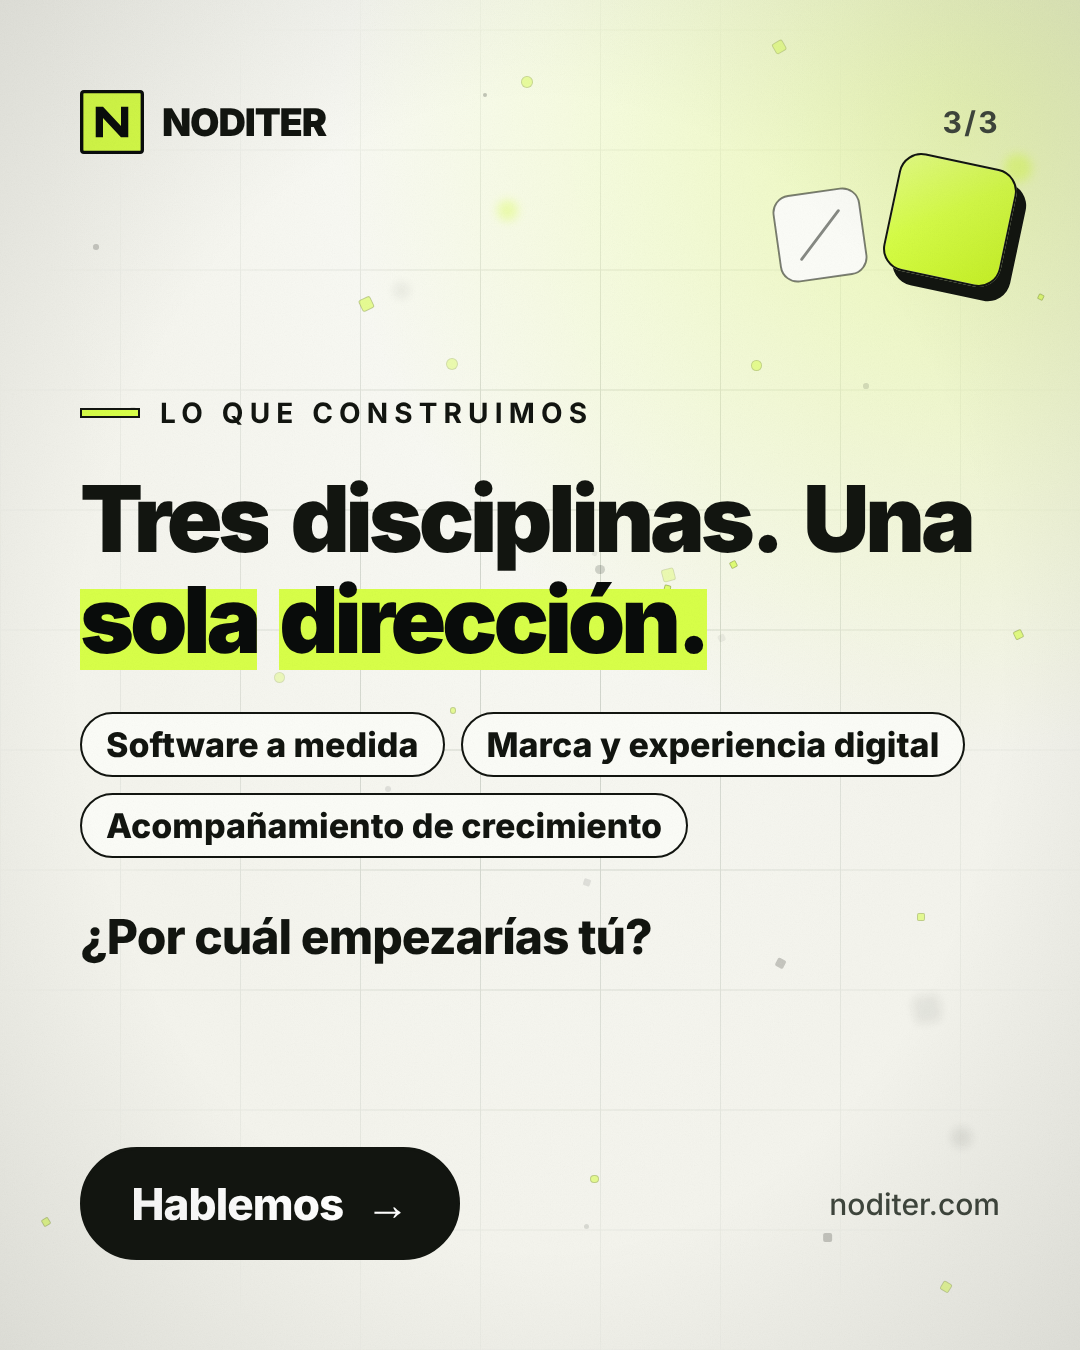 N NODITER
3/3
LO QUE CONSTRUIMOS
Tres disciplinas. Una
sola dirección.
Software a medida
Marca y experiencia digital
Acompañamiento de crecimiento
¿Por cuál empezarías tú?
Hablemos →
noditer.com